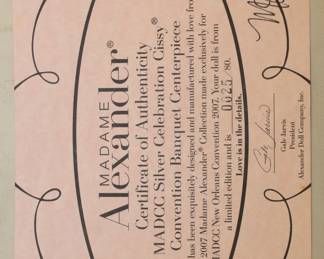 MADAME
Alexander®
Certificate of Authenticity
MADCC Silver Celebration Cissy®
Convention Banquet Centerpiece
has been exquisitely designed and manufactured with love from
2007 Madame Alexander® Collection made exclusively for
MADCC New Orleans Convention 2007. Your doll is from
a limited edition and is 0025/80.
Love is in the details.
Gale Jarvis
Gale Jarvis
President
Alexander Doll Company, Inc.